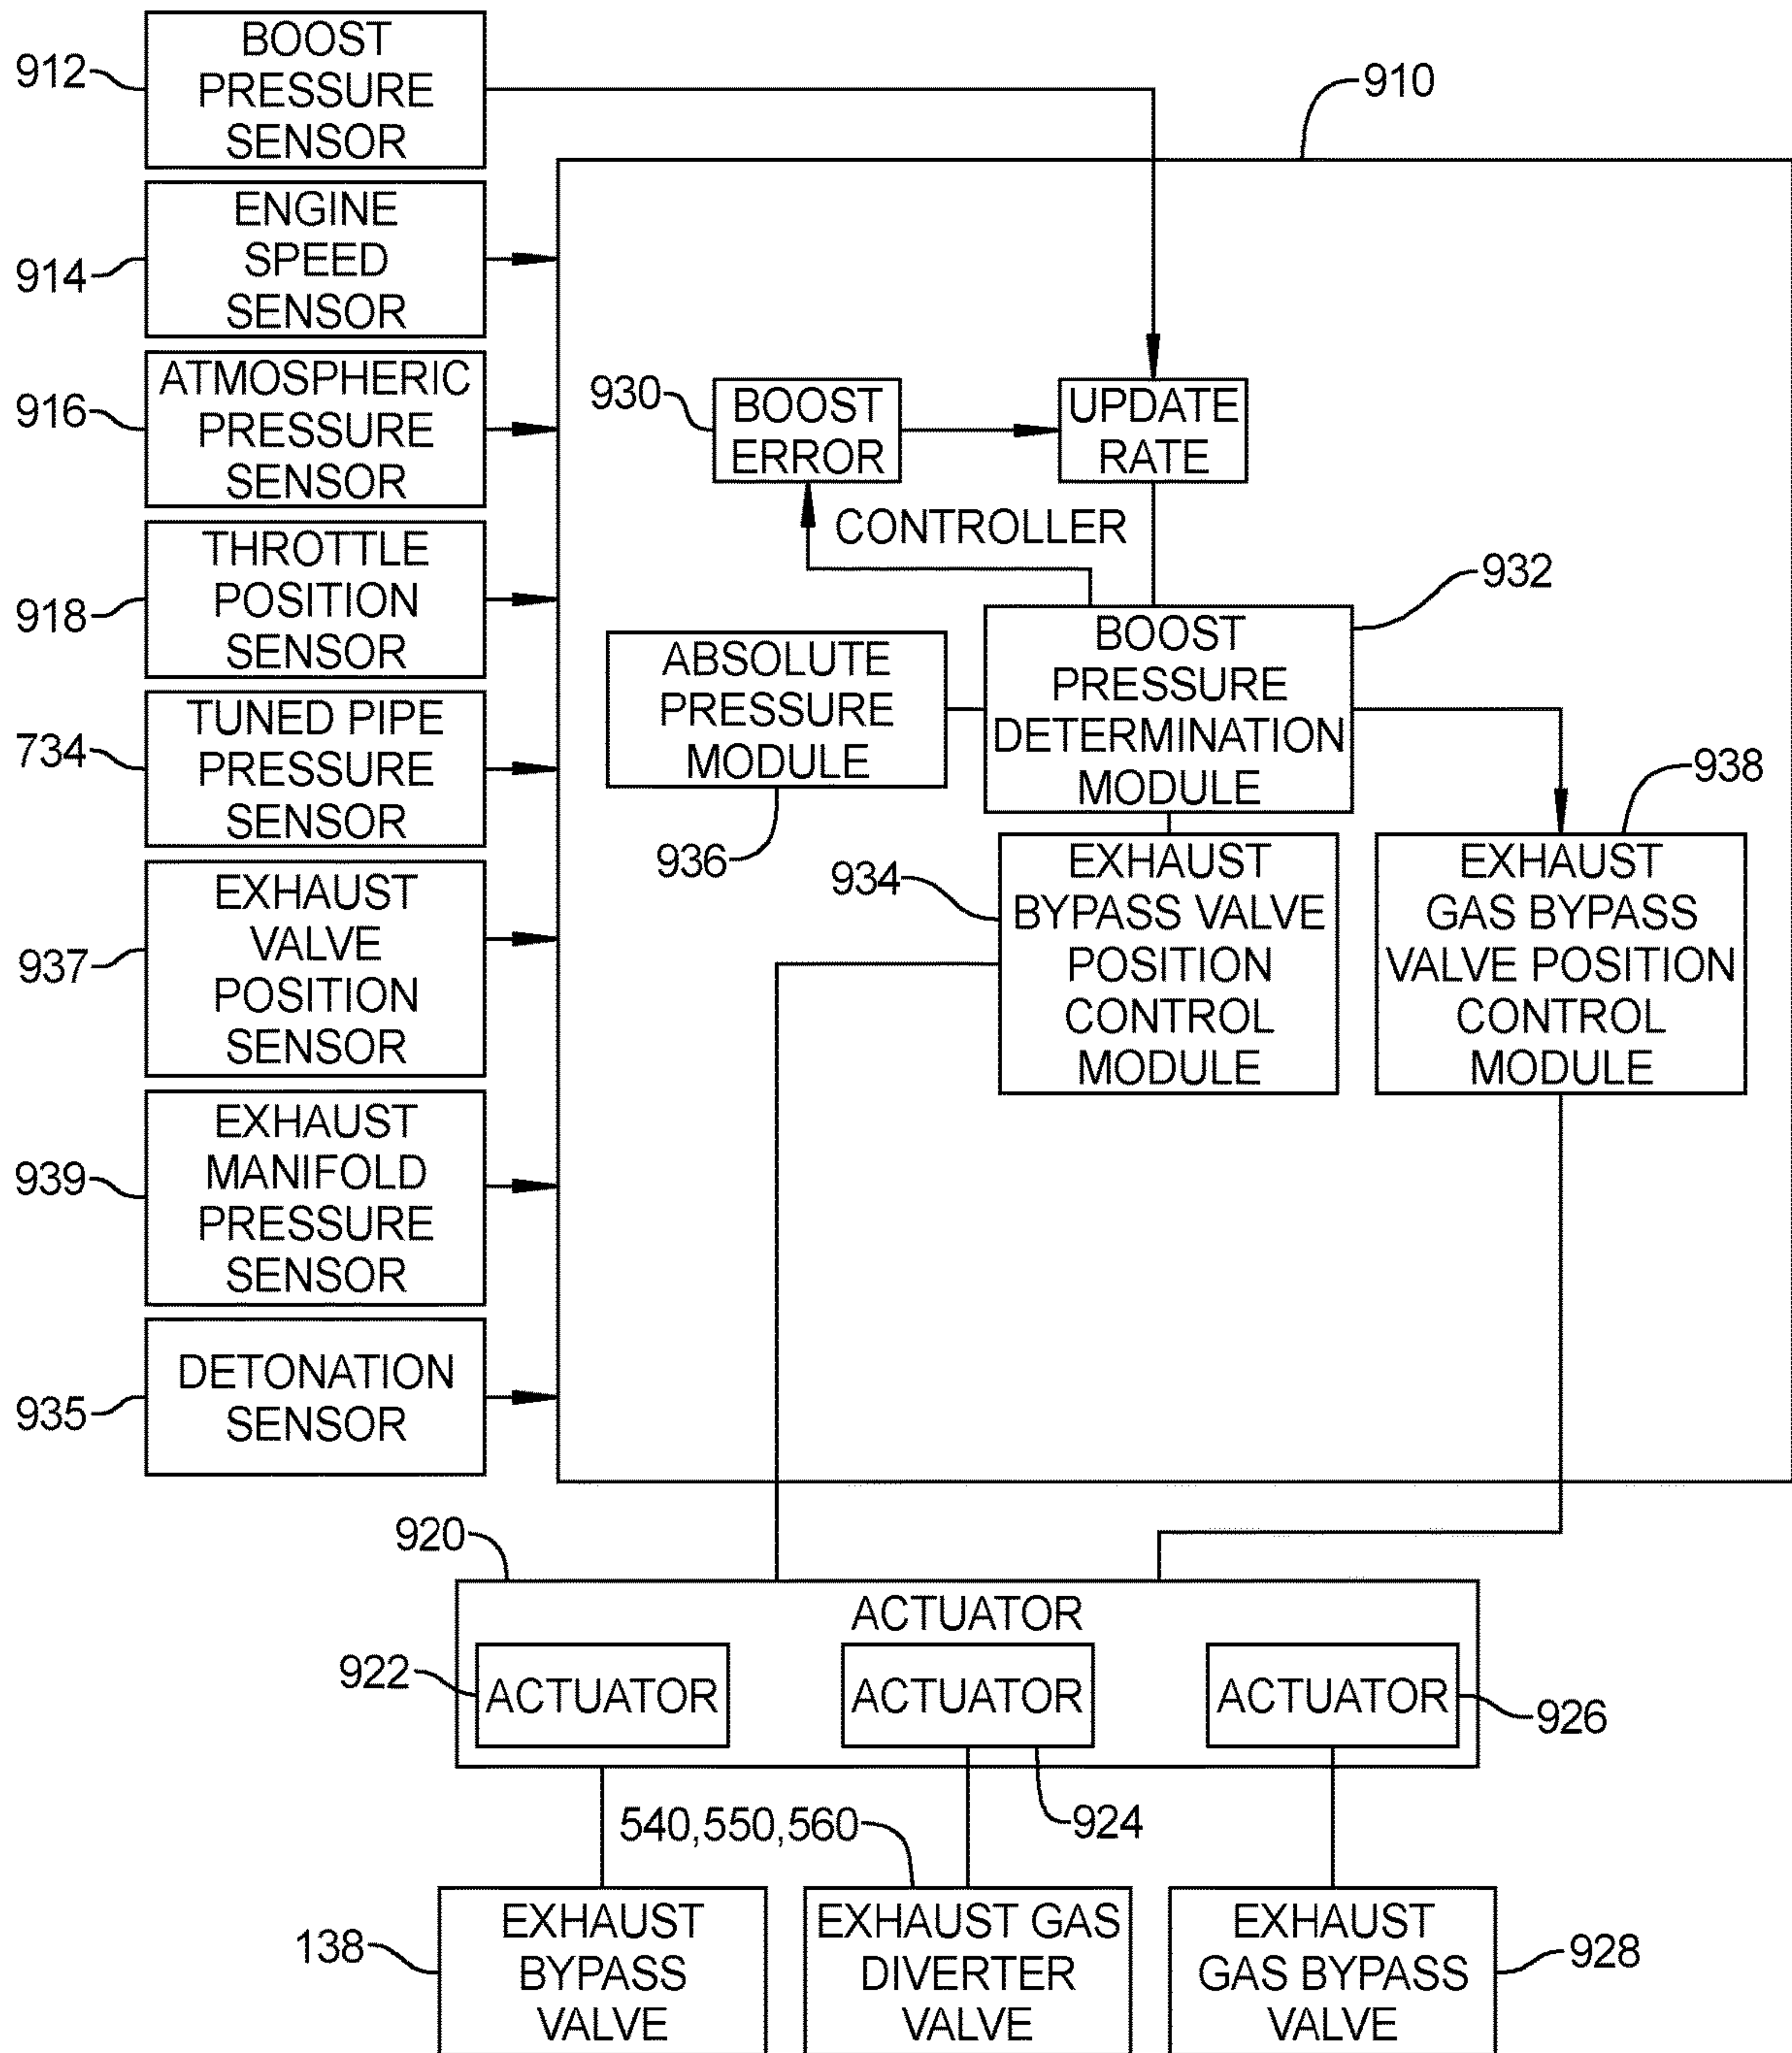 912
BOOST
PRESSURE
SENSOR
910
914
ENGINE
SPEED
SENSOR
916
ATMOSPHERIC
PRESSURE
SENSOR
930
BOOST
ERROR
UPDATE
RATE
CONTROLLER
918
THROTTLE
POSITION
SENSOR
932
BOOST
PRESSURE
DETERMINATION
MODULE
ABSOLUTE
PRESSURE
MODULE
936
734
TUNED PIPE
PRESSURE
SENSOR
938
937
EXHAUST
VALVE
POSITION
SENSOR
934
EXHAUST
BYPASS VALVE
POSITION
CONTROL
MODULE
EXHAUST
GAS BYPASS
VALVE POSITION
CONTROL
MODULE
939
EXHAUST
MANIFOLD
PRESSURE
SENSOR
935
DETONATION
SENSOR
920
ACTUATOR
922
ACTUATOR
ACTUATOR
ACTUATOR
926
924
540,550,560
138
EXHAUST
BYPASS
VALVE
EXHAUST GAS
DIVERTER
VALVE
EXHAUST
GAS BYPASS
VALVE
928